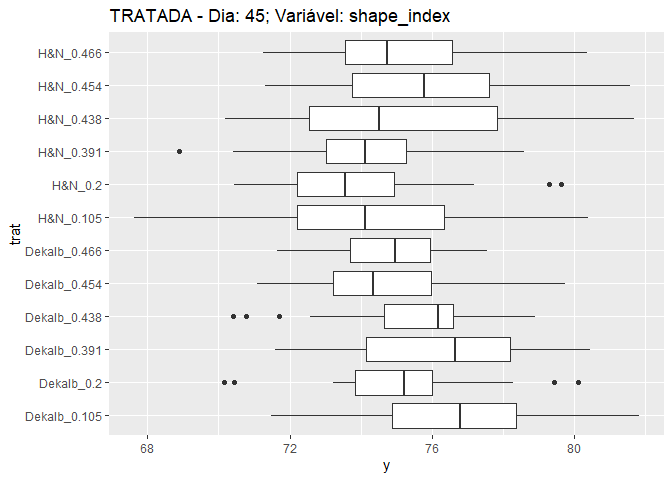 TRATADA - Dia: 45; Variável: shape_index
H&N_0.466
H&N_0.454
H&N_0.438
H&N_0.391
H&N_0.2
H&N_0.105
Dekalb_0.466
Dekalb_0.454
Dekalb_0.438
Dekalb_0.391
Dekalb_0.2
Dekalb_0.105
trat
68 72 76 80
y